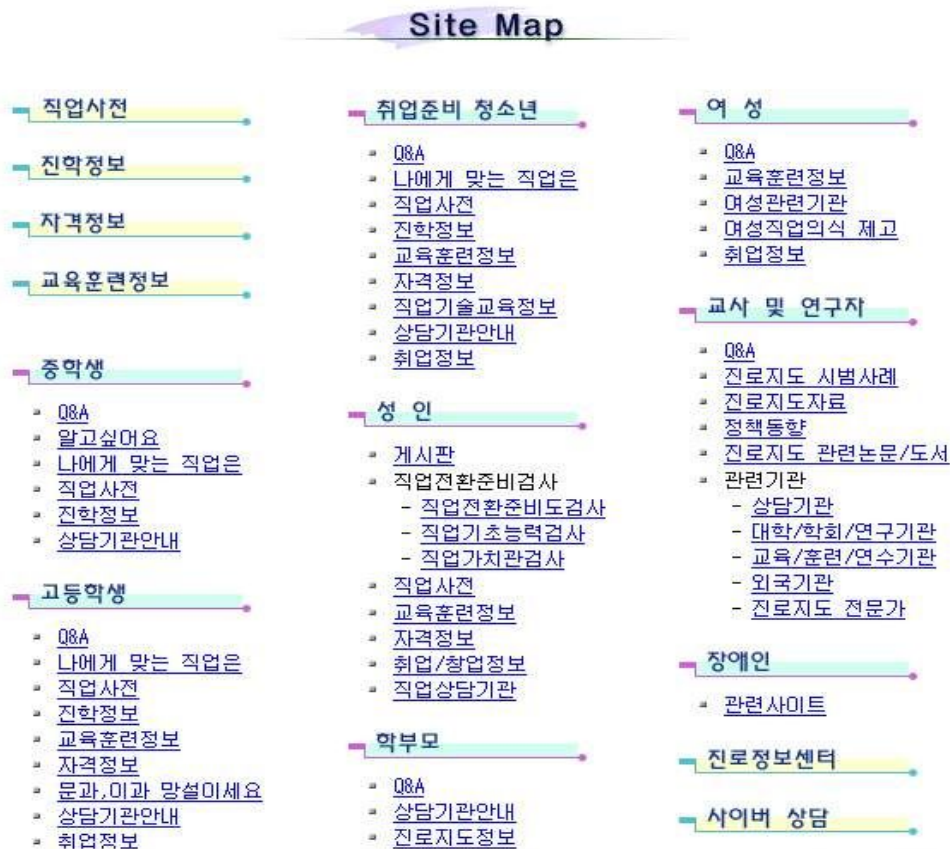 Site Map
직업사전
진학정보
자격정보
교육훈련정보
중학생
Q&A
알고싶어요
나에게 맞는 직업은
직업사전
진학정보
상담기관안내
고등학생
Q&A
나에게 맞는 직업은
직업사전
진학정보
교육훈련정보
자격정보
문과,이과 망설이세요
상담기관안내
취업정보
취업준비 청소년
Q&A
나에게 맞는 직업은
직업사전
진학정보
교육훈련정보
자격정보
직업기술교육정보
상담기관안내
취업정보
성 인
게시판
직업전환준비검사
- 직업전환준비도검사
- 직업기초능력검사
- 직업가치관검사
직업사전
교육훈련정보
자격정보
취업/창업정보
직업상담기관
학부모
Q&A
상담기관안내
진로지도정보
여 성
Q&A
교육훈련정보
여성관련기관
여성직업의식 제고
취업정보
교사 및 연구자
Q&A
진로지도 시범사례
진로지도자료
정책동향
진로지도 관련논문/도서
관련기관
- 상담기관
- 대학/학회/연구기관
- 교육/훈련/연수기관
- 외국기관
- 진로지도 전문가
장애인
관련사이트
진로정보센터
사이버 상담